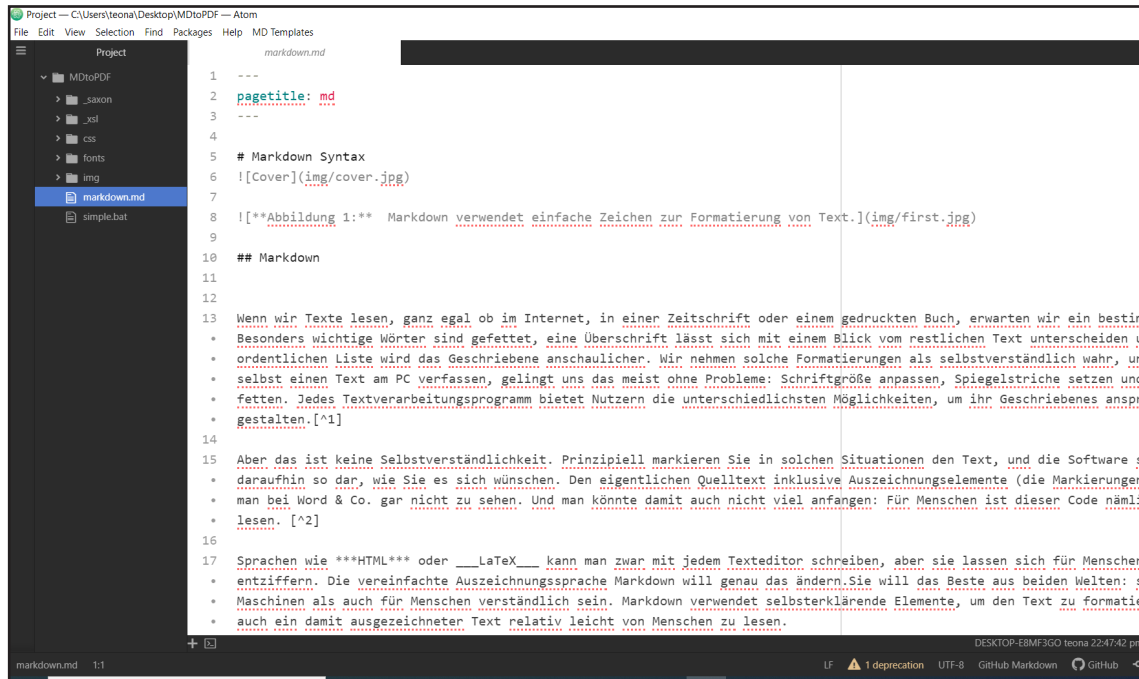 Project — C:\Users\teona\Desktop\MDtoPDF — Atom
File Edit View Selection Find Packages Help MD Templates
Project
markdown.md
MDtoPDF
_saxon
_xsl
css
fonts
img
markdown.md
simple.bat
1 ---
2 pagetitle: md
3 ---
4
5 # Markdown Syntax
6 ![Cover](img/cover.jpg)
7
8 ![**Abbildung 1:** Markdown verwendet einfache Zeichen zur Formatierung von Text.](img/first.jpg)
9
10 ## Markdown
11
12
13 Wenn wir Texte lesen, ganz egal ob im Internet, in einer Zeitschrift oder einem gedruckten Buch, erwarten wir ein
• Besonders wichtige Wörter sind gefettet, eine Überschrift lässt sich mit einem Blick vom restlichen Text unterscheiden
• ordentlichen Liste wird das Geschriebene anschaulicher. Wir nehmen solche Formatierungen als selbstverständlich wahr,
• selbst einen Text am PC verfassen, gelingt uns das meist ohne Probleme: Schriftgröße anpassen, Spiegelstriche setzen
• fetten. Jedes Textverarbeitungsprogramm bietet Nutzern die unterschiedlichsten Möglichkeiten, um ihr Geschriebenes
• gestalten.[^1]
14
15 Aber das ist keine Selbstverständlichkeit. Prinzipiell markieren Sie in solchen Situationen den Text, und die Software
• daraufhin so dar, wie Sie es sich wünschen. Den eigentlichen Quelltext inklusive Auszeichnungselemente (die
• man bei Word & Co. gar nicht zu sehen. Und man könnte damit auch nicht viel anfangen: Für Menschen ist dieser Code
• lesen. [^2]
16
17 Sprachen wie ***HTML*** oder ___LaTeX___ kann man zwar mit jedem Texteditor schreiben, aber sie lassen sich für Menschen
• entziffern. Die vereinfachte Auszeichnungssprache Markdown will genau das ändern.Sie will das Beste aus beiden Welten:
• Maschinen als auch für Menschen verständlich sein. Markdown verwendet selbsterklärende Elemente, um den Text zu
• auch ein damit ausgezeichneter Text relativ leicht von Menschen zu lesen.
DESKTOP-E8MF3GO teona 22:47:42
markdown.md 1:1 LF 1 deprecation UTF-8 GitHub Markdown GitHub